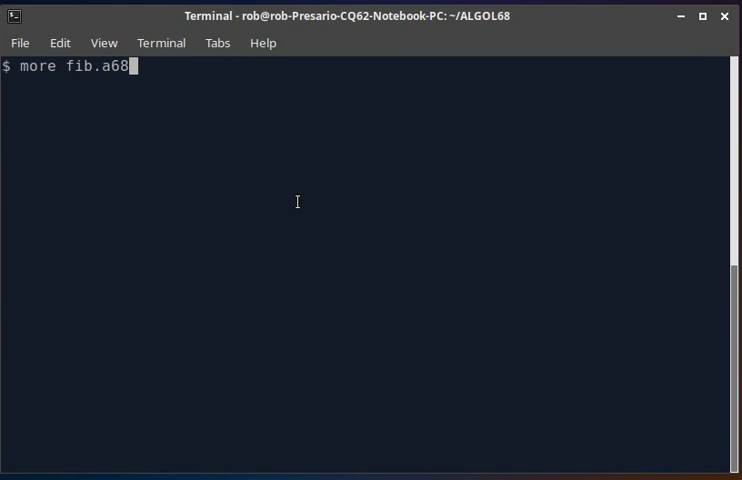 Terminal - rob@rob-Presario-CQ62-Notebook-PC: ~/ALGOL68
File Edit View Terminal Tabs Help
$ more fib.a68